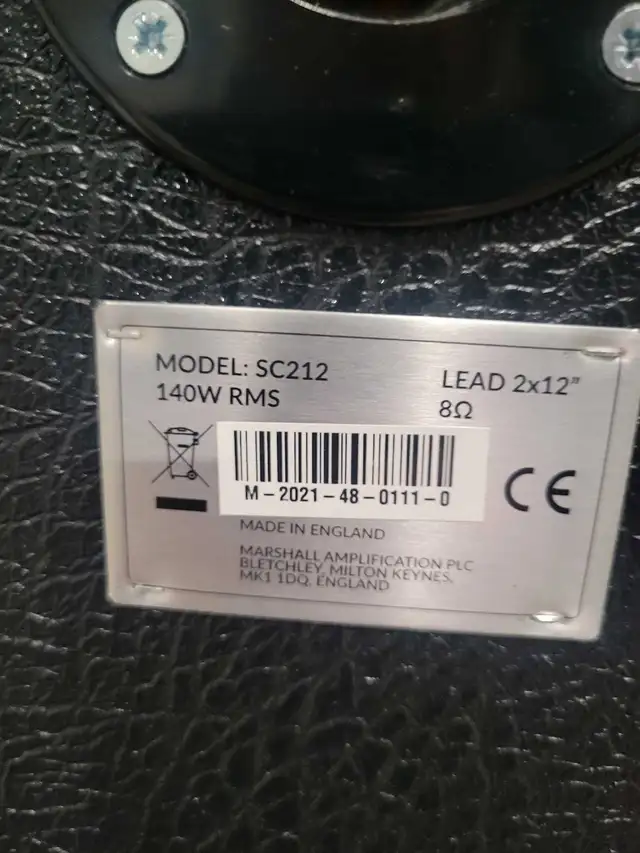 MODEL: SC212
140W RMS
LEAD 2x12"
8Ω
M-2021-48-0111-0
CE
MADE IN ENGLAND
MARSHALL AMPLIFICATION PLC
BLETCHLEY, MILTON KEYNES,
MK1 1DQ. ENGLAND